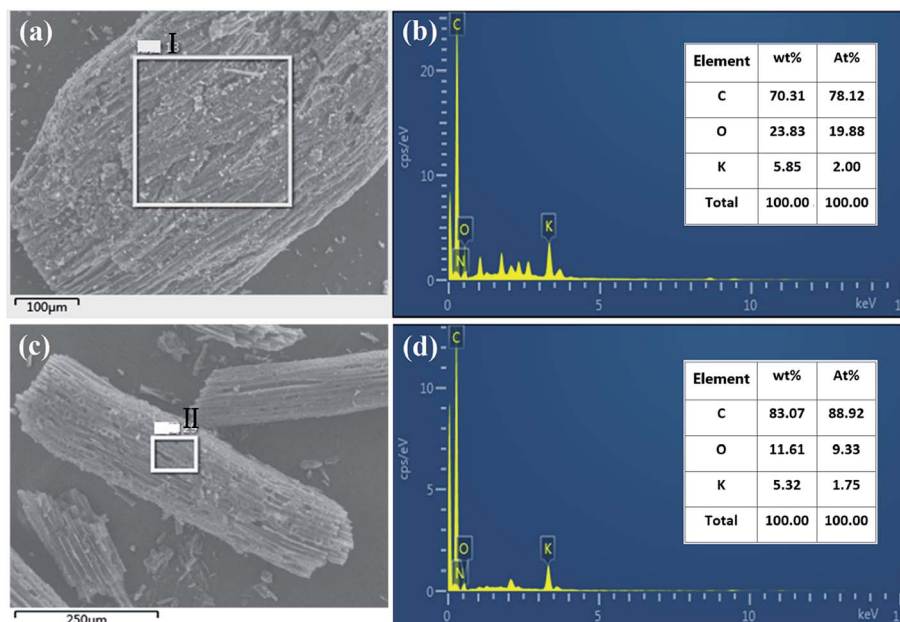 (a)
I
100μm
(b)
cps/eV
20
10
0
C
O
N
K
0 5 10 keV
Element wt% At%
C 70.31 78.12
O 23.83 19.88
K 5.85 2.00
Total 100.00 100.00
(c)
II
250μm
(d)
cps/eV
10
5
0
C
O
N
K
0 5 10 keV
Element wt% At%
C 83.07 88.92
O 11.61 9.33
K 5.32 1.75
Total 100.00 100.00